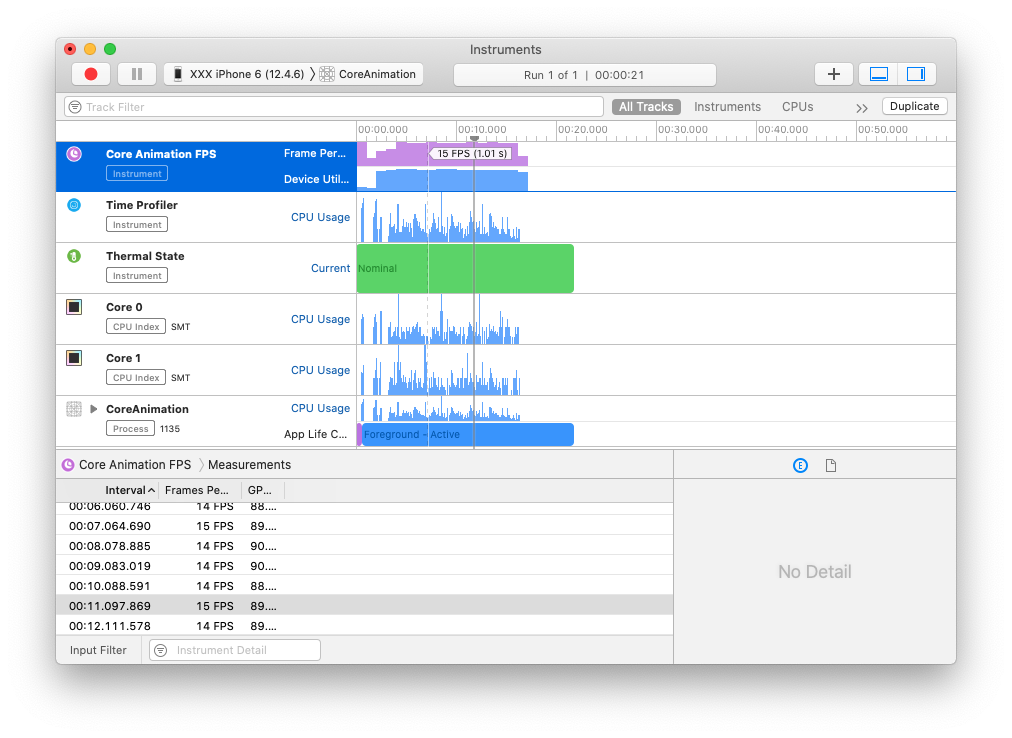 Instruments
XXX iPhone 6 (12.4.6) 〉 CoreAnimation
Run 1 of 1 | 00:00:21
Track Filter
All Tracks Instruments CPUs Duplicate
00:00.000 00:10.000 00:20.000 00:30.000 00:40.000 00:50.000
Core Animation FPS Frame Per...
15 FPS (1.01 s)
Instrument Device Util...
Time Profiler
Instrument
CPU Usage
Thermal State
Instrument
Current
Nominal
Core 0
CPU Index SMT
CPU Usage
Core 1
CPU Index SMT
CPU Usage
CoreAnimation CPU Usage
Process 1135 App Life C... Foreground – Active
Core Animation FPS 〉 Measurements
E
Interval Frames Pe... GP...
00:06.060.746 14 FPS 88....
00:07.064.690 15 FPS 89....
00:08.078.885 14 FPS 90....
00:09.083.019 14 FPS 90....
00:10.088.591 14 FPS 88....
00:11.097.869 15 FPS 89....
00:12.111.578 14 FPS 89....
No Detail
Input Filter Instrument Detail